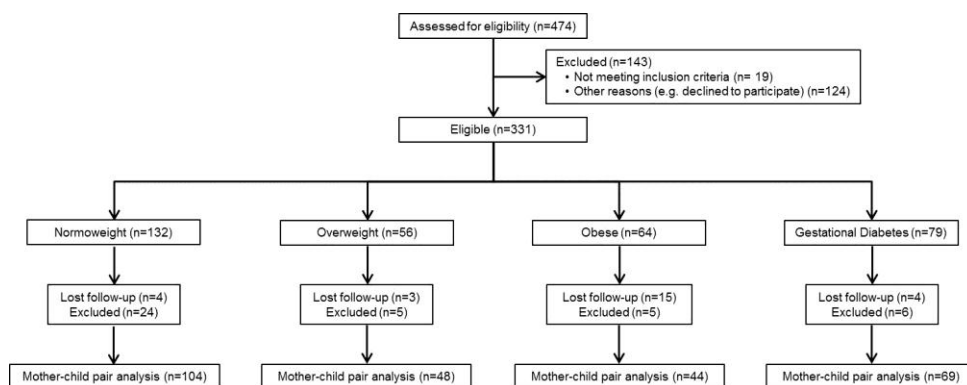 Assessed for eligibility (n=474)
Excluded (n=143)
• Not meeting inclusion criteria (n= 19)
• Other reasons (e.g. declined to participate) (n=124)
Eligible (n=331)
Normoweight (n=132)
Overweight (n=56)
Obese (n=64)
Gestational Diabetes (n=79)
Lost follow-up (n=4)
Excluded (n=24)
Lost follow-up (n=3)
Excluded (n=5)
Lost follow-up (n=15)
Excluded (n=5)
Lost follow-up (n=4)
Excluded (n=6)
Mother-child pair analysis (n=104)
Mother-child pair analysis (n=48)
Mother-child pair analysis (n=44)
Mother-child pair analysis (n=69)